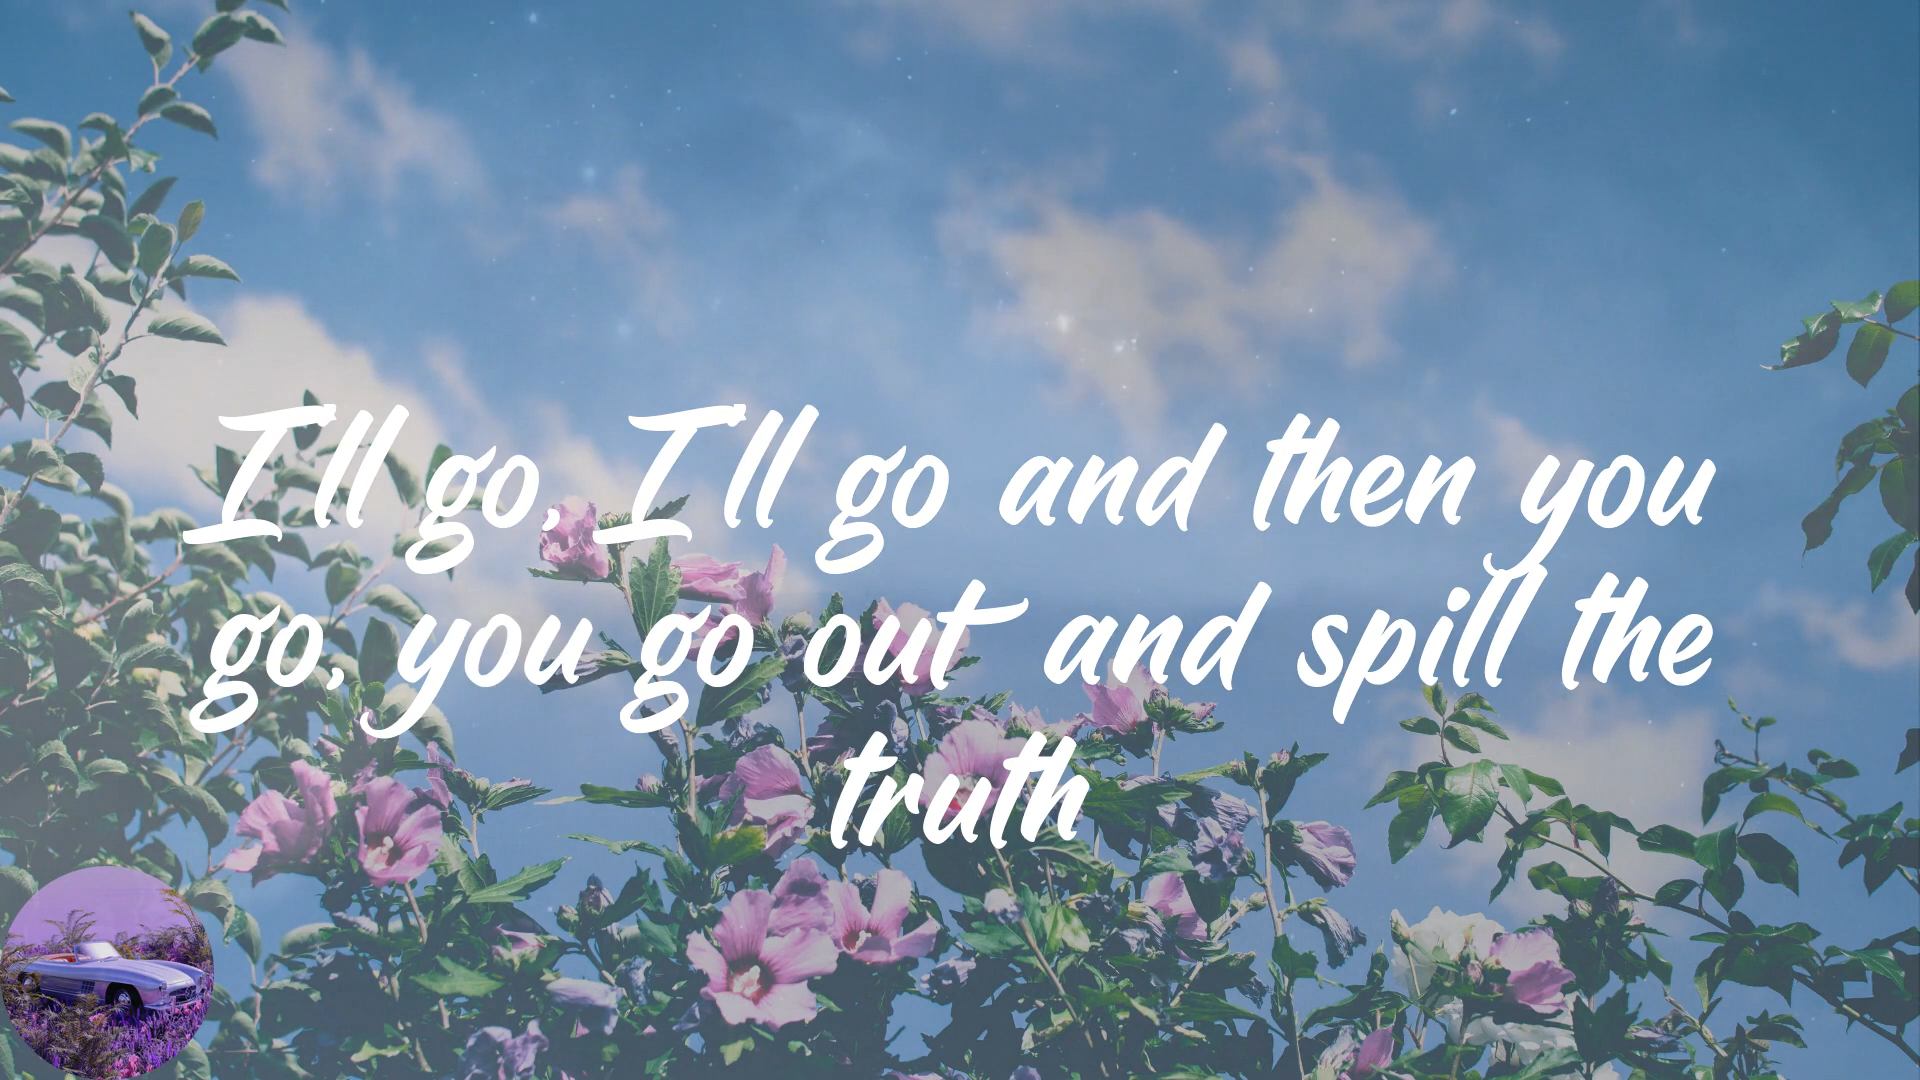 I'll go, I'll go and then you
go, you go out and spill the
truth